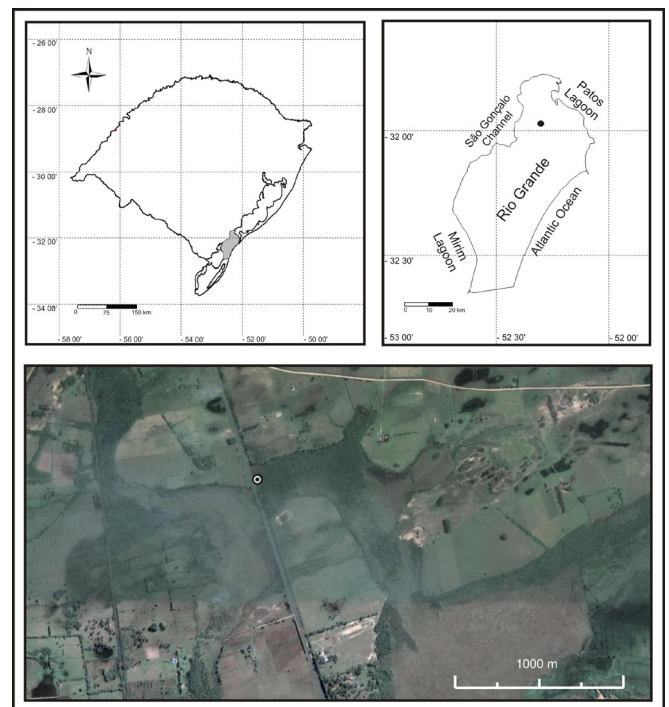 N
- 26 00'
- 28 00'
- 30 00'
- 32 00'
- 34 00'
0 75 150 km
- 58 00'
- 56 00'
- 54 00'
- 52 00'
- 50 00'
Patos
Lagoon
São Gonçalo
Channel
- 32 00'
Rio Grande
Atlantic Ocean
Mirim
Lagoon
- 32 30'
0 10 20 km
- 53 00'
- 52 30'
- 52 00'
1000 m